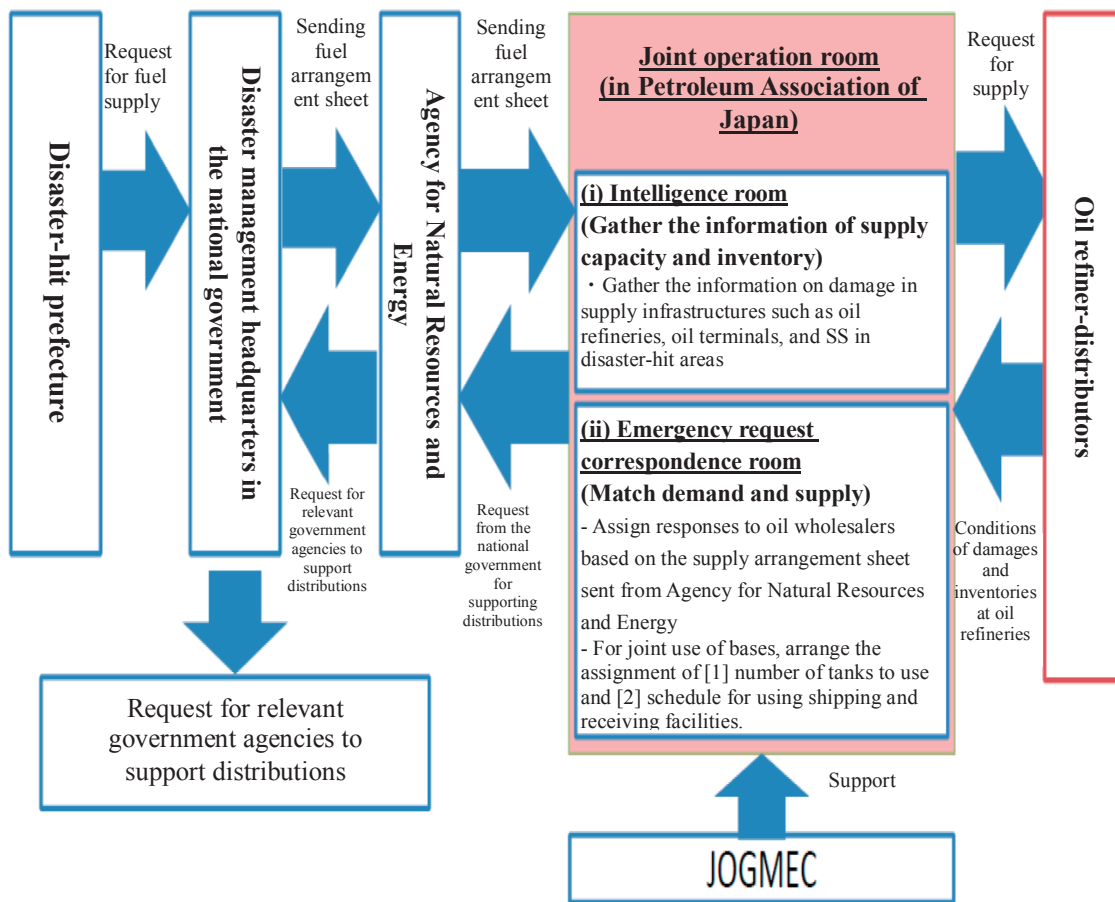 Request
for fuel
supply
Sending
fuel
arrangem
ent sheet
Sending
fuel
arrangem
ent sheet
Request
for
supply
Disaster-hit prefecture
Disaster management headquarters in
the national government
Agency for Natural Resources and
Energy
Joint operation room
(in Petroleum Association of
Japan)
(i) Intelligence room
(Gather the information of supply
capacity and inventory)
・Gather the information on damage in
supply infrastructures such as oil
refineries, oil terminals, and SS in
disaster-hit areas
(ii) Emergency request
correspondence room
(Match demand and supply)
- Assign responses to oil wholesalers
based on the supply arrangement sheet
sent from Agency for Natural Resources
and Energy
- For joint use of bases, arrange the
assignment of [1] number of tanks to use
and [2] schedule for using shipping and
receiving facilities.
Oil refiner-distributors
Request for
relevant
government
agencies to
support
distributions
Request
from the
national
government
for
supporting
distributions
Conditions
of damages
and
inventories
at oil
refineries
Request for relevant
government agencies to
support distributions
Support
JOGMEC